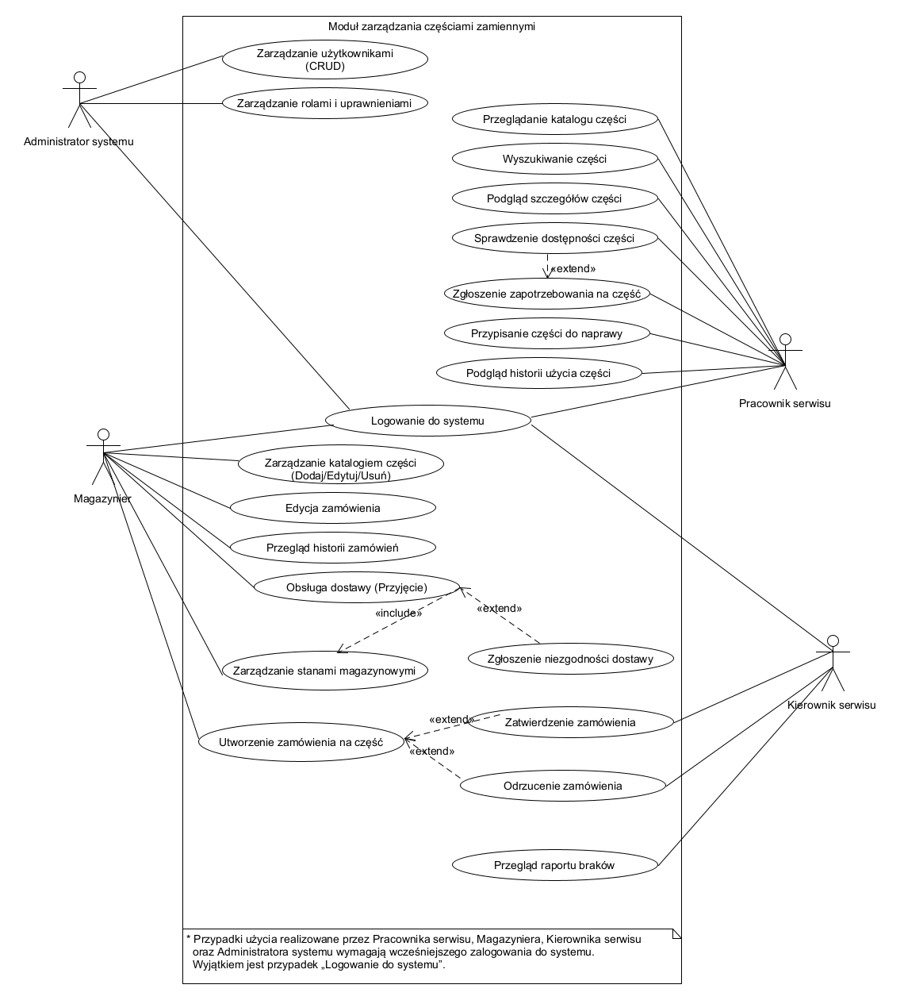 Moduł zarządzania częściami zamiennymi
Zarządzanie użytkownikami
(CRUD)
Zarządzanie rolami i uprawnieniami
Administrator systemu
Przeglądanie katalogu części
Wyszukiwanie części
Podgląd szczegółów części
Sprawdzenie dostępności części
«extend»
Zgłoszenie zapotrzebowania na część
Przypisanie części do naprawy
Podgląd historii użycia części
Pracownik serwisu
Logowanie do systemu
Magazynier
Zarządzanie katalogiem części
(Dodaj/Edytuj/Usuń)
Edycja zamówienia
Przegląd historii zamówień
Obsługa dostawy (Przyjęcie)
«include»
«extend»
Zgłoszenie niezgodności dostawy
Zarządzanie stanami magazynowymi
Kierownik serwisu
«extend»
Zatwierdzenie zamówienia
Utworzenie zamówienia na część
«extend»
Odrzucenie zamówienia
Przegląd raportu braków
* Przypadki użycia realizowane przez Pracownika serwisu, Magazyniera, Kierownika serwisu
oraz Administratora systemu wymagają wcześniejszego zalogowania do systemu.
Wyjątkiem jest przypadek „Logowanie do systemu”.